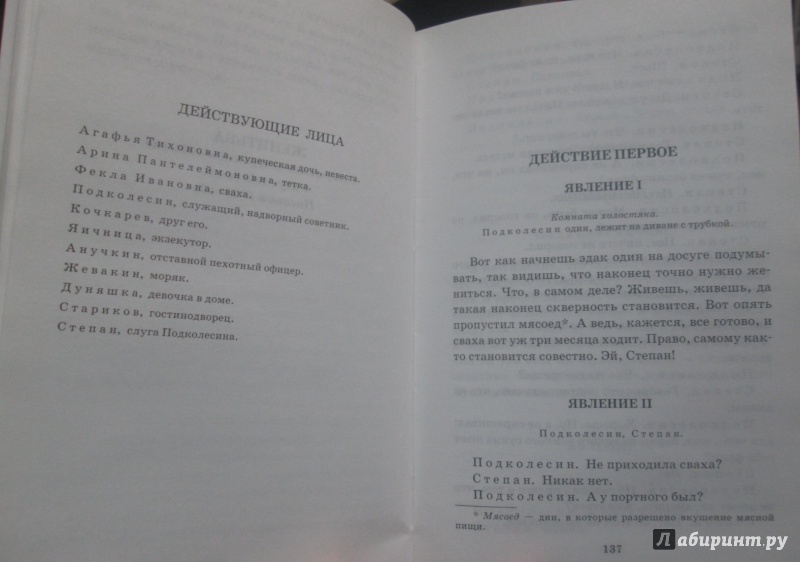 ДЕЙСТВУЮЩИЕ ЛИЦА
Агафья Тихоновна, купеческая дочь, невеста.
Арина Пантелеймоновна, тетка.
Фекла Ивановна, сваха.
Подколесин, служащий, надворный советник.
Кочкарев, друг его.
Яичница, экзекутор.
Анучкин, отставной пехотный офицер.
Жевакин, моряк.
Дуняшка, девочка в доме.
Стариков, гостинодворец.
Степан, слуга Подколесина.
ДЕЙСТВИЕ ПЕРВОЕ
ЯВЛЕНИЕ I
Комната холостяка.
Подколесин один, лежит на диване с трубкой.
Вот как начнешь эдак один на досуге подумы-
вать, так видишь, что наконец точно нужно же-
ниться. Что, в самом деле? Живешь, живешь, да
такая наконец скверность становится. Вот опять
пропустил мясоед*. А ведь, кажется, все готово, и
сваха вот уж три месяца ходит. Право, самому как-
то становится совестно. Эй, Степан!
ЯВЛЕНИЕ II
Подколесин, Степан.
Подколесин. Не приходила сваха?
Степан. Никак нет.
Подколесин. А у портного был?
* Мясоед — дни, в которые разрешено вкушение мясной
пищи.
137
Лабиринт.ру